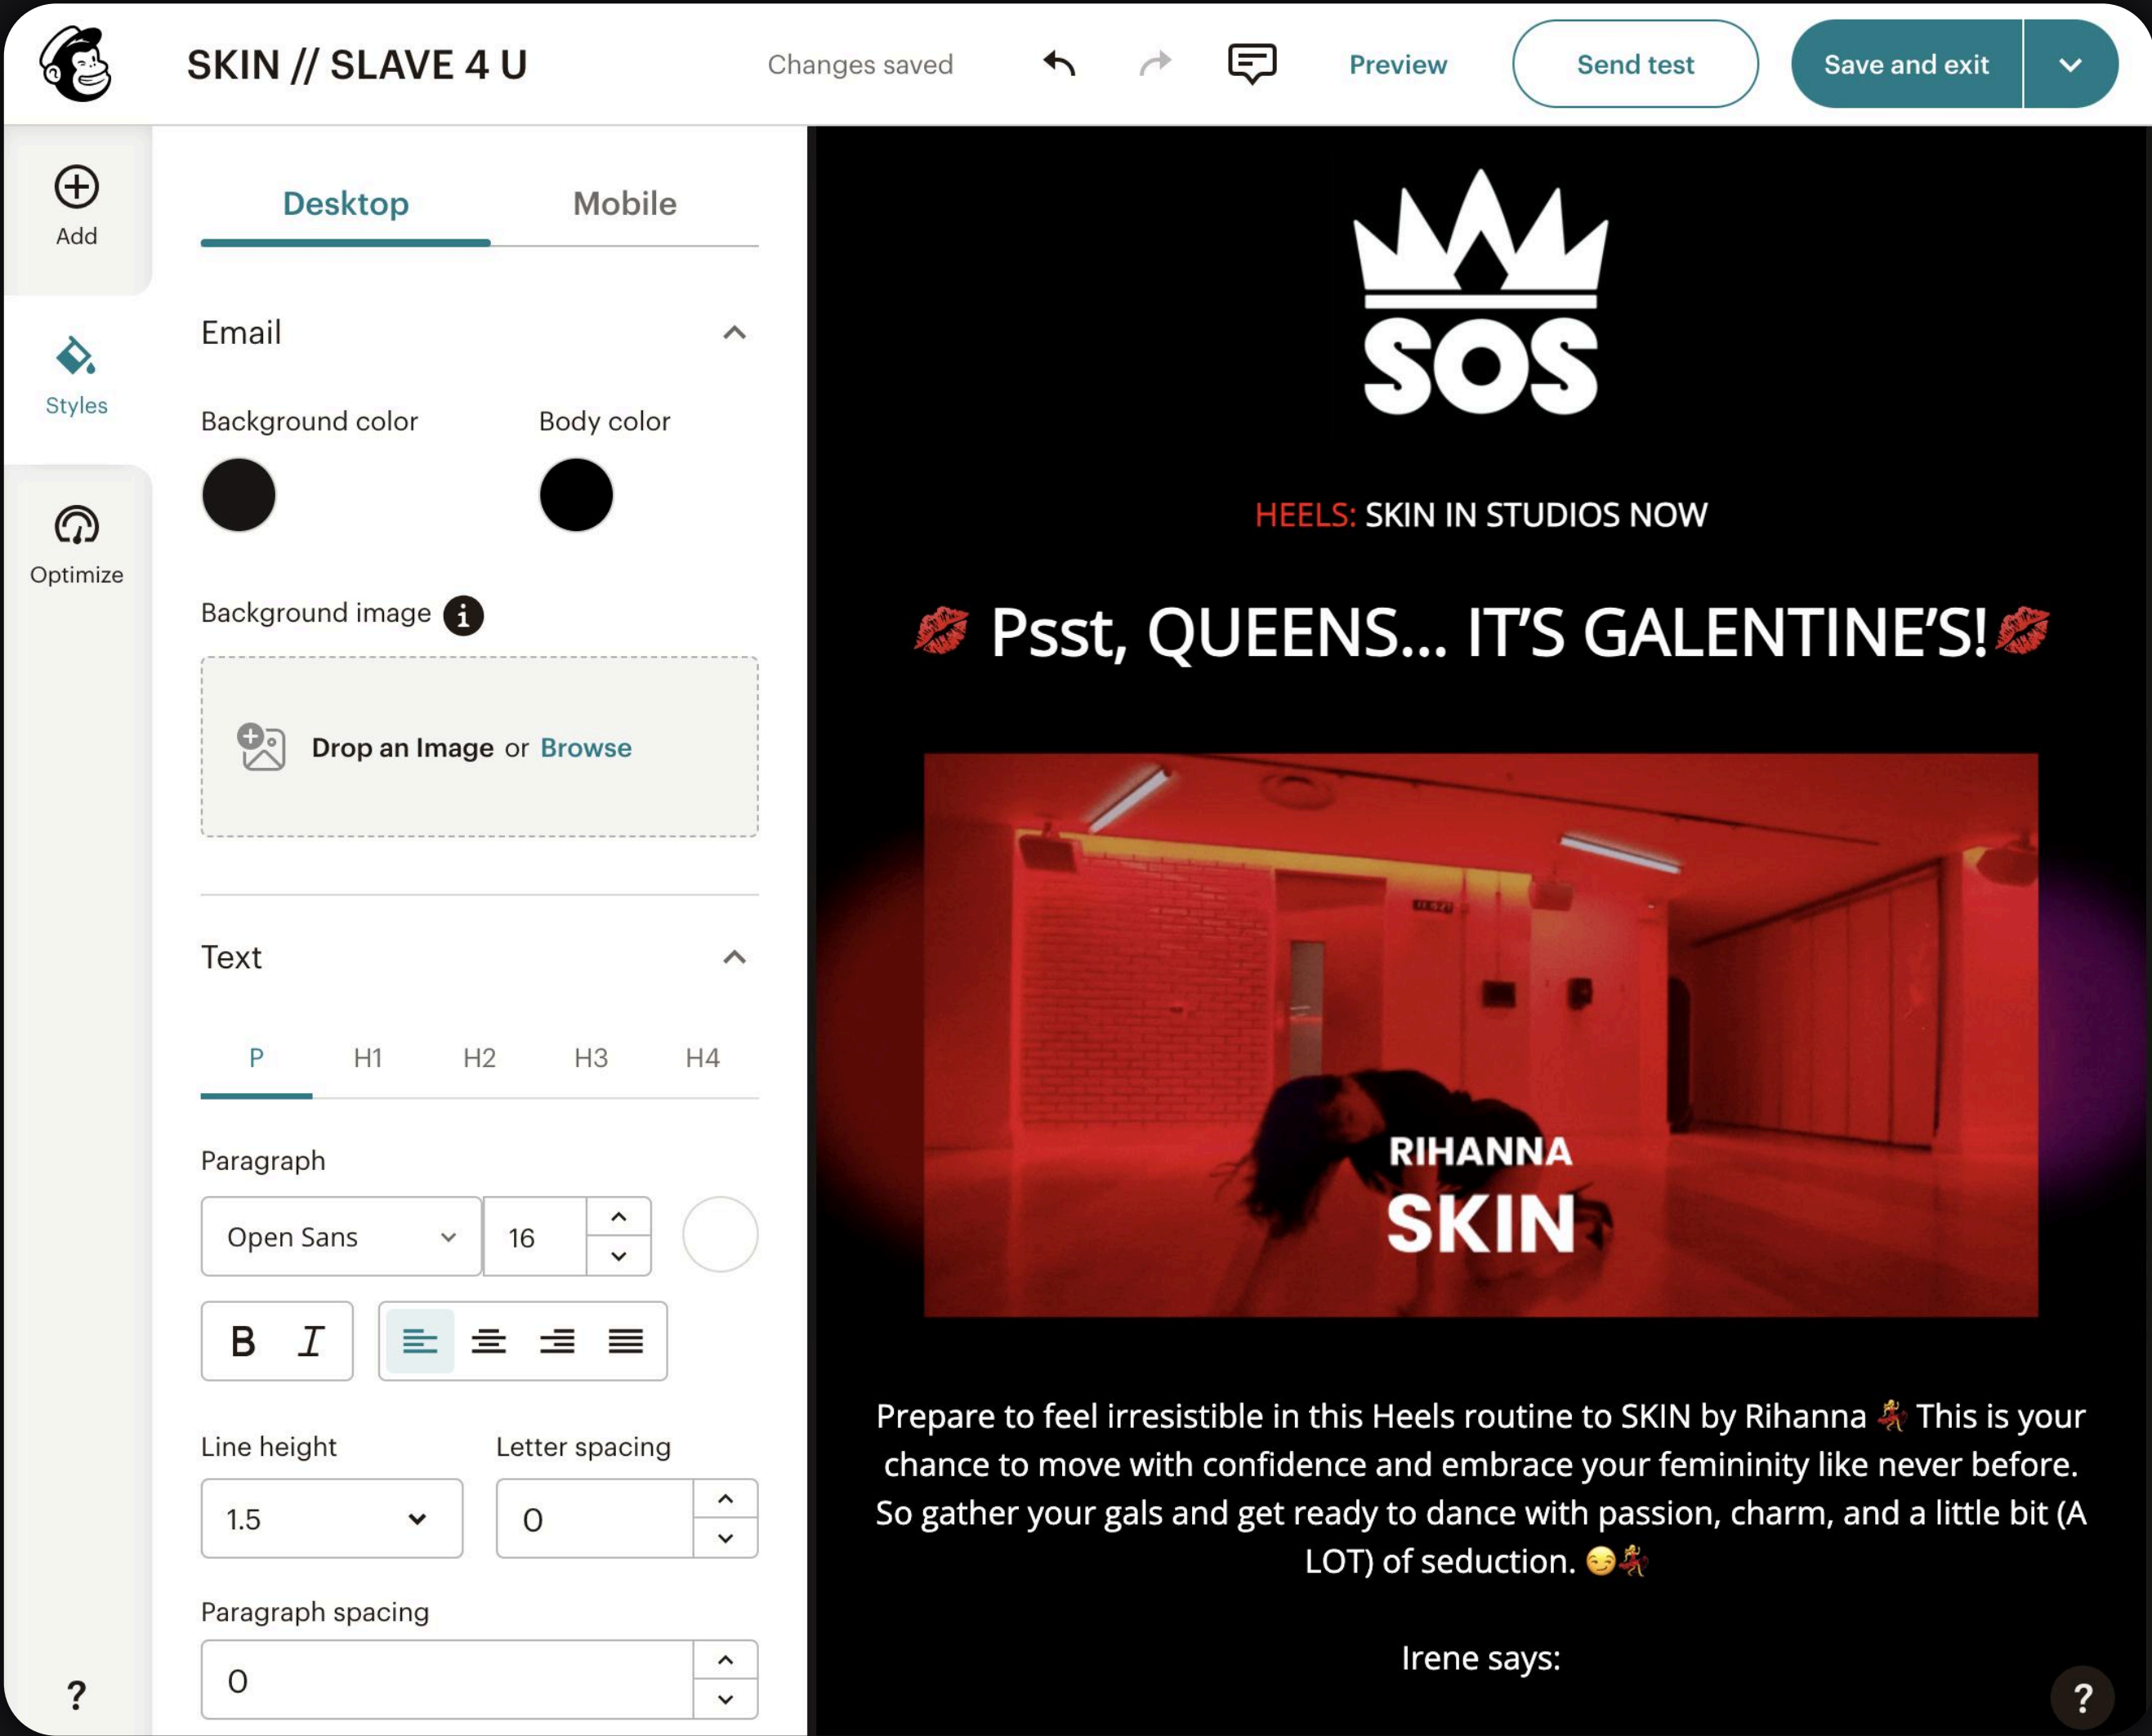 SKIN // SLAVE 4 U
Changes saved
Preview
Send test
Save and exit
Add
Styles
Optimize
?
Desktop
Mobile
Email
Background color
Body color
Background image
i
Drop an Image or Browse
Text
P
H1
H2
H3
H4
Paragraph
Open Sans
16
B
I
Line height
Letter spacing
1.5
0
Paragraph spacing
0
SOS
HEELS: SKIN IN STUDIOS NOW
💋 Psst, QUEENS... IT’S GALENTINE’S!💋
RIHANNA
SKIN
Prepare to feel irresistible in this Heels routine to SKIN by Rihanna 💃 This is your
chance to move with confidence and embrace your femininity like never before.
So gather your gals and get ready to dance with passion, charm, and a little bit (A
LOT) of seduction. 😏💃
Irene says:
?